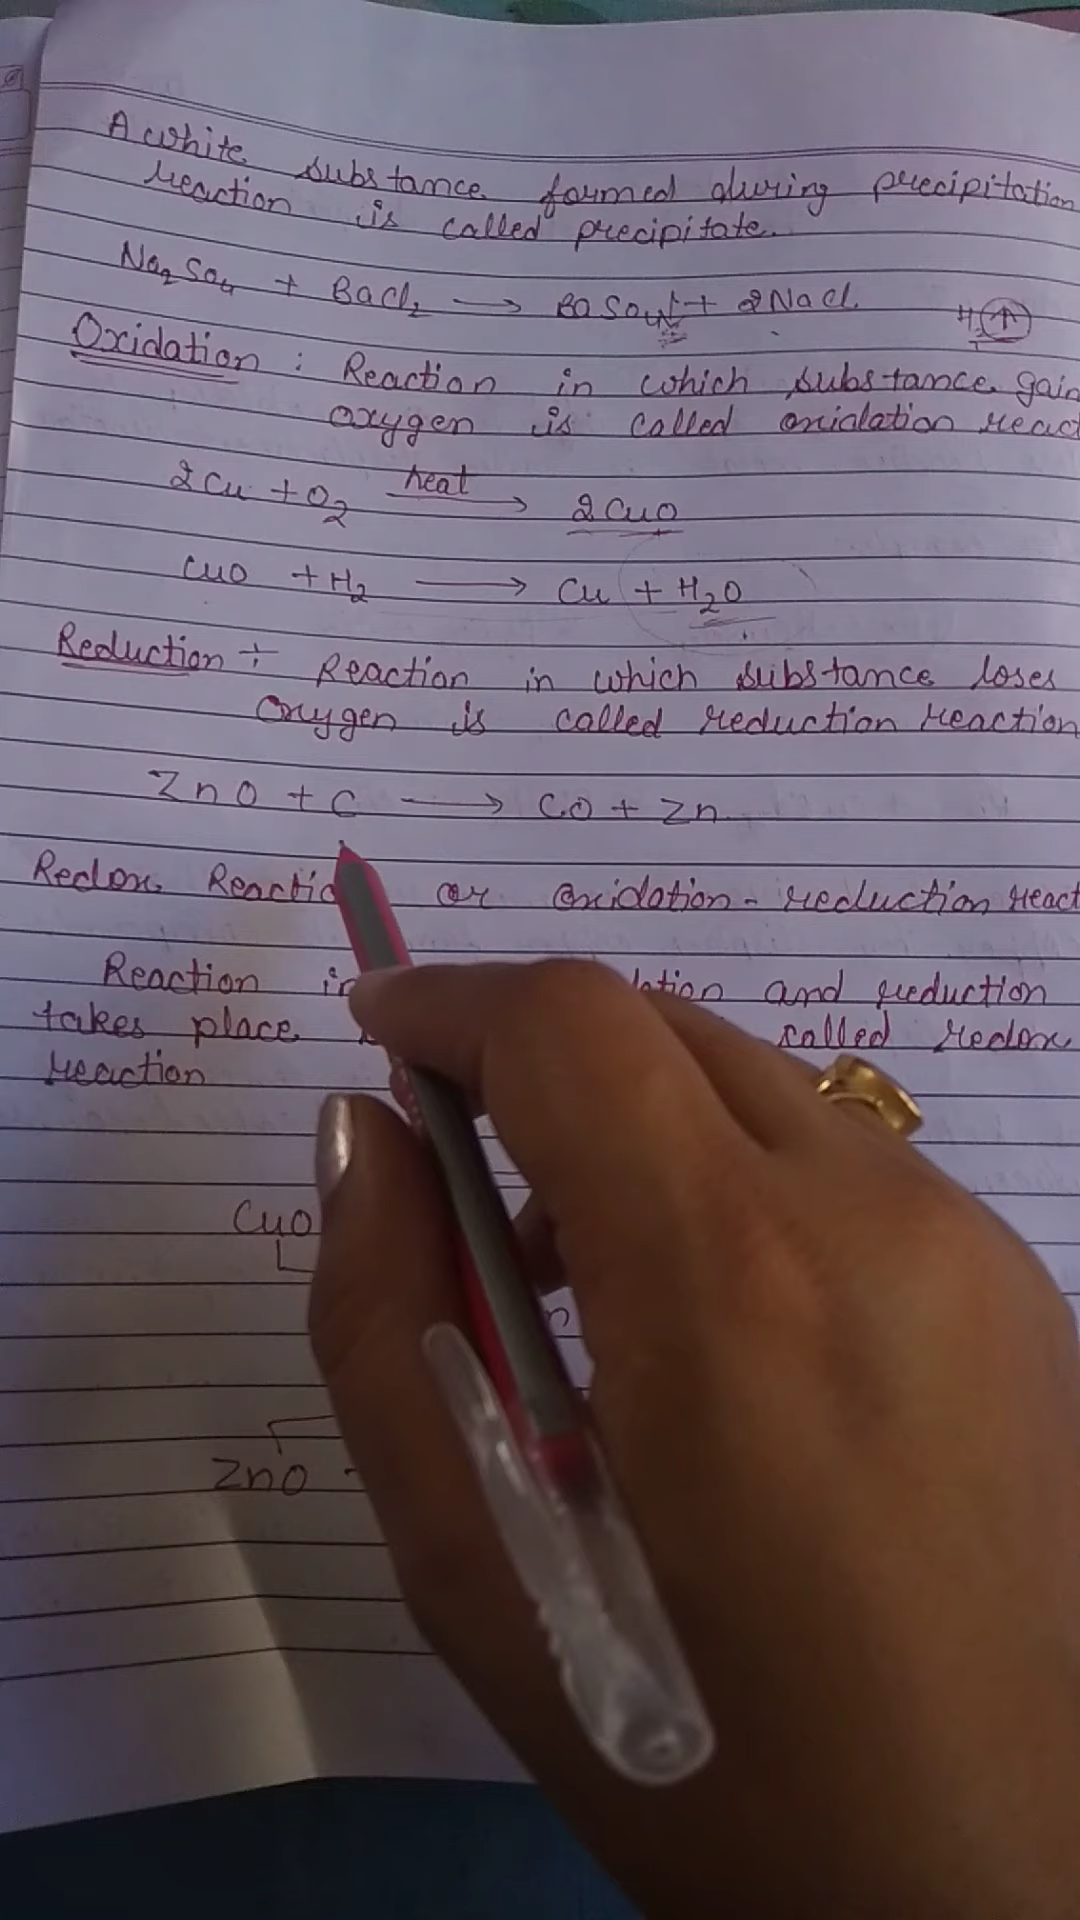 A white substance formed during precipitation
reaction is called precipitate.
Na2SO4 + BaCl2 → BaSO4↓ + 2NaCl.
Oxidation : Reaction in which substance gain
oxygen is called oxidation react
2Cu + O2 heat → 2CuO
CuO + H2 → Cu + H2O
Reduction ÷ Reaction in which substance loses
Oxygen is called reduction reaction
ZnO + C → CO + Zn
Redox Reactio or oxidation - reduction react
Reaction in dation and reduction
takes place called redox
reaction
CuO
n
ZnO